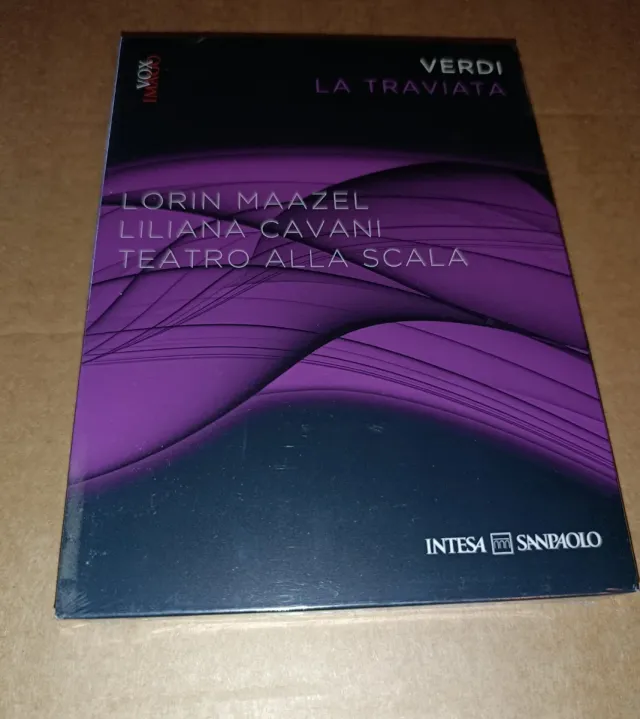 VOX
IMAGO
VERDI
LA TRAVIATA
LORIN MAAZEL
LILIANA CAVANI
TEATRO ALLA SCALA
INTESA SANPAOLO